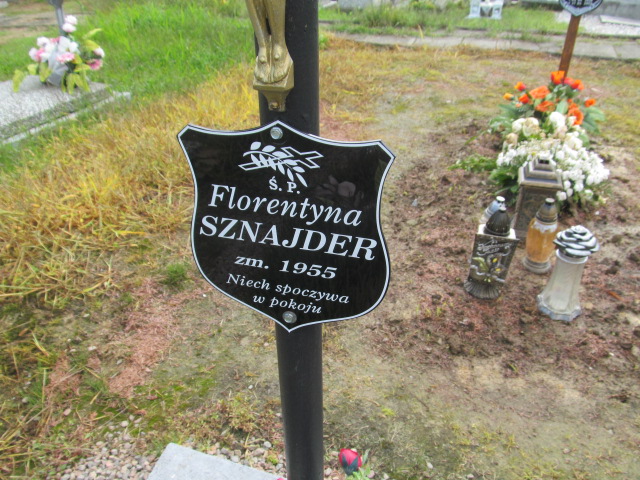 Ś. P.
Florentyna
SZNAJDER
zm. 1955
Niech spoczywa
w pokoju